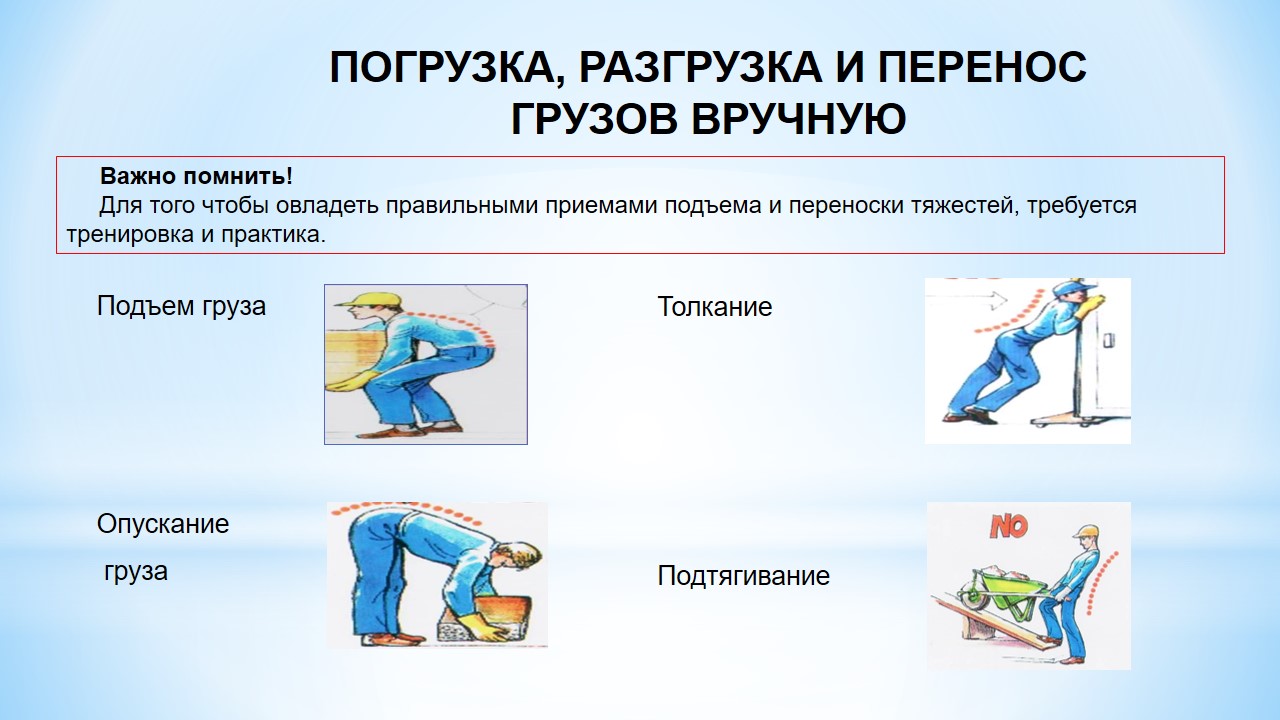 ПОГРУЗКА, РАЗГРУЗКА И ПЕРЕНОС
ГРУЗОВ ВРУЧНУЮ
Важно помнить!
Для того чтобы овладеть правильными приемами подъема и переноски тяжестей, требуется
тренировка и практика.
Подъем груза
Толкание
Опускание
груза
NO
Подтягивание